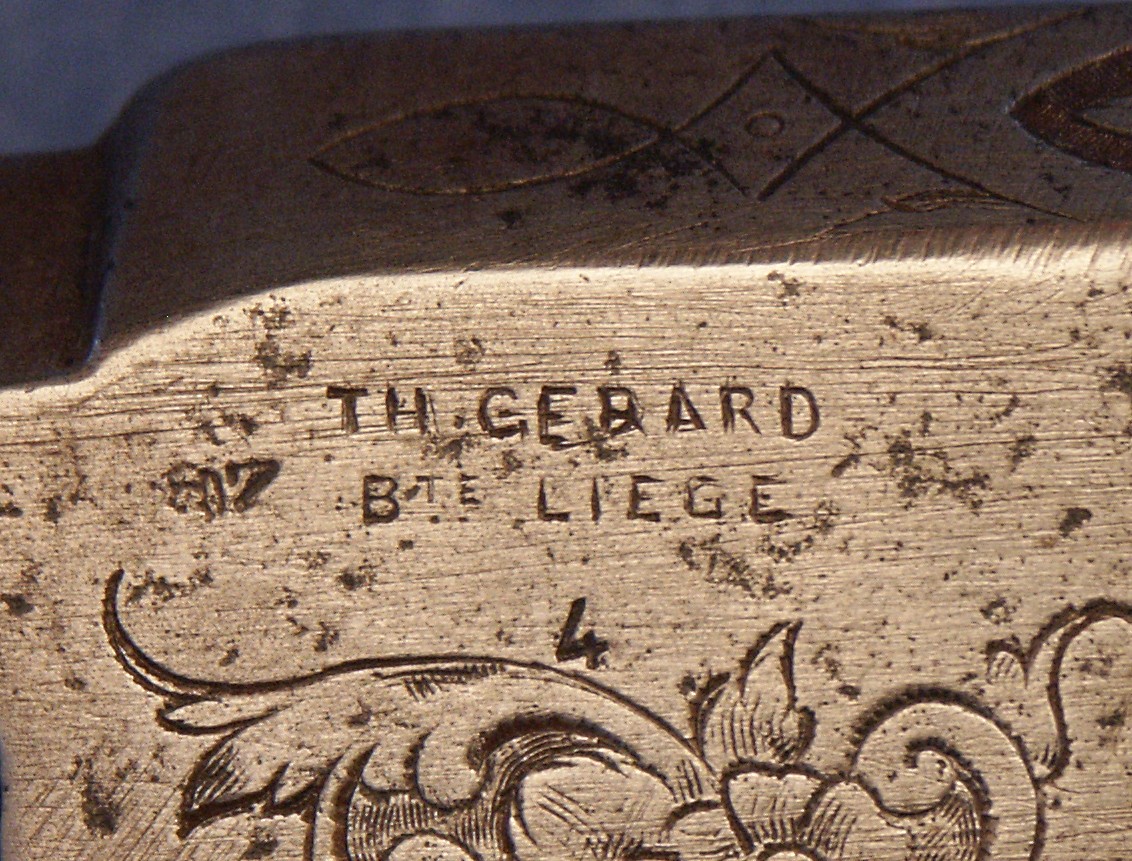 TH. GERARD
BTE LIEGE
4